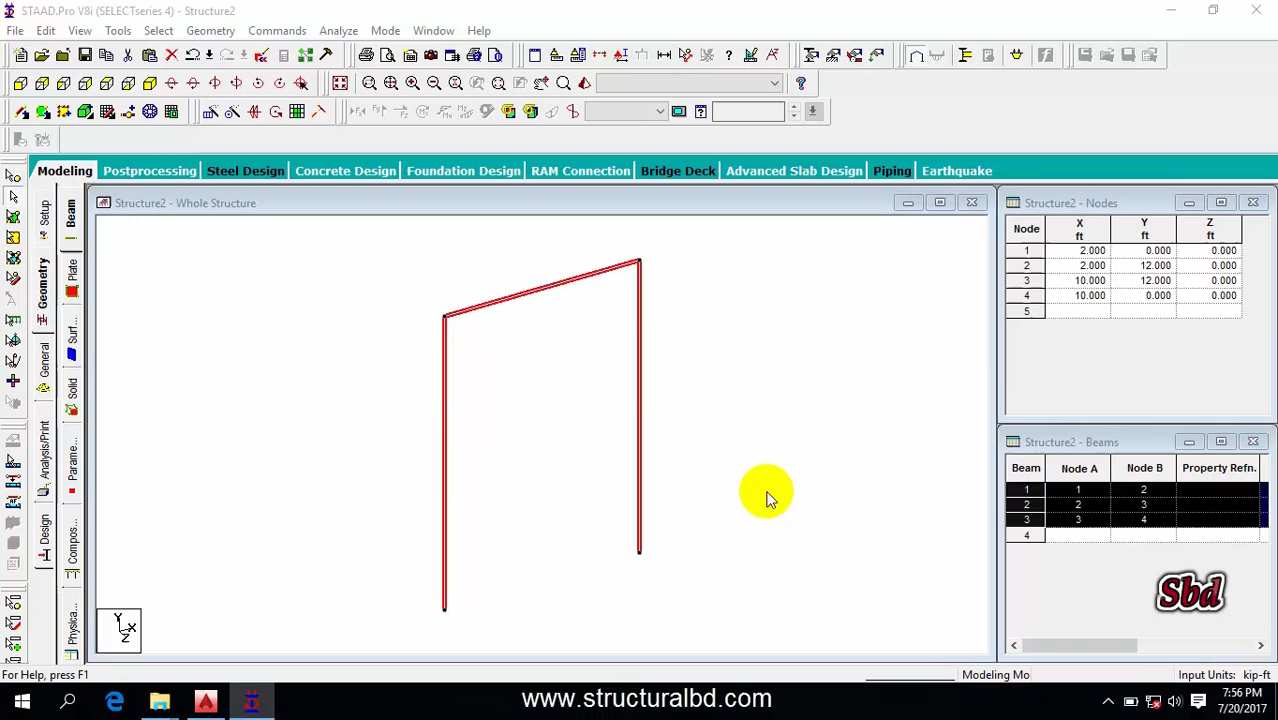 STAAD.Pro V8i (SELECTseries 4) - Structure2
File Edit View Tools Select Geometry Commands Analyze Mode Window Help
Modeling Postprocessing Steel Design Concrete Design Foundation Design RAM Connection Bridge Deck Advanced Slab Design Piping Earthquake
Setup
Geometry
General
Analysis/Print
Design
Beam
Plate
Surf...
Solid
Parame...
Compos...
Physica...
Structure2 - Whole Structure
Y
X
Z
Structure2 - Nodes
Node X Y Z
ft ft ft
1 2.000 0.000 0.000
2 2.000 12.000 0.000
3 10.000 12.000 0.000
4 10.000 0.000 0.000
5
Structure2 - Beams
Beam Node A Node B Property Refn.
1 1 2
2 2 3
3 3 4
4
Sbd
For Help, press F1
Modeling Mo
Input Units: kip-ft
www.structuralbd.com
7:56 PM
7/20/2017